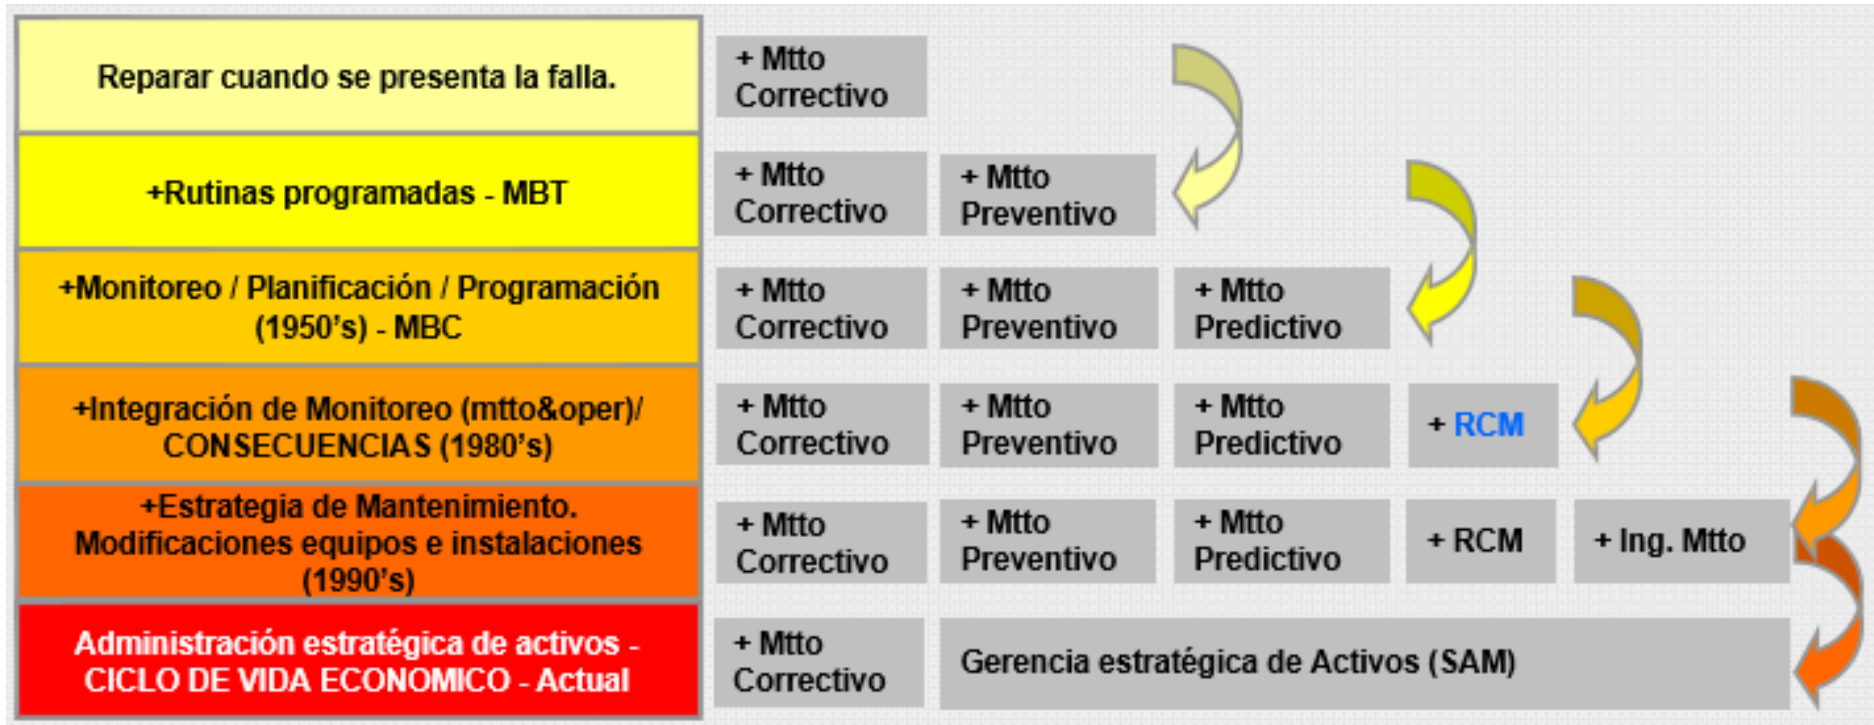 Reparar cuando se presenta la falla.
+ Mtto
Correctivo
+Rutinas programadas - MBT
+ Mtto
Correctivo
+ Mtto
Preventivo
+Monitoreo / Planificación / Programación
(1950's) - MBC
+ Mtto
Correctivo
+ Mtto
Preventivo
+ Mtto
Predictivo
+Integración de Monitoreo (mtto&oper)/
CONSECUENCIAS (1980's)
+ Mtto
Correctivo
+ Mtto
Preventivo
+ Mtto
Predictivo
+ RCM
+Estrategia de Mantenimiento.
Modificaciones equipos e instalaciones
(1990's)
+ Mtto
Correctivo
+ Mtto
Preventivo
+ Mtto
Predictivo
+ RCM
+ Ing. Mtto
Administración estratégica de activos -
CICLO DE VIDA ECONOMICO - Actual
+ Mtto
Correctivo
Gerencia estratégica de Activos (SAM)